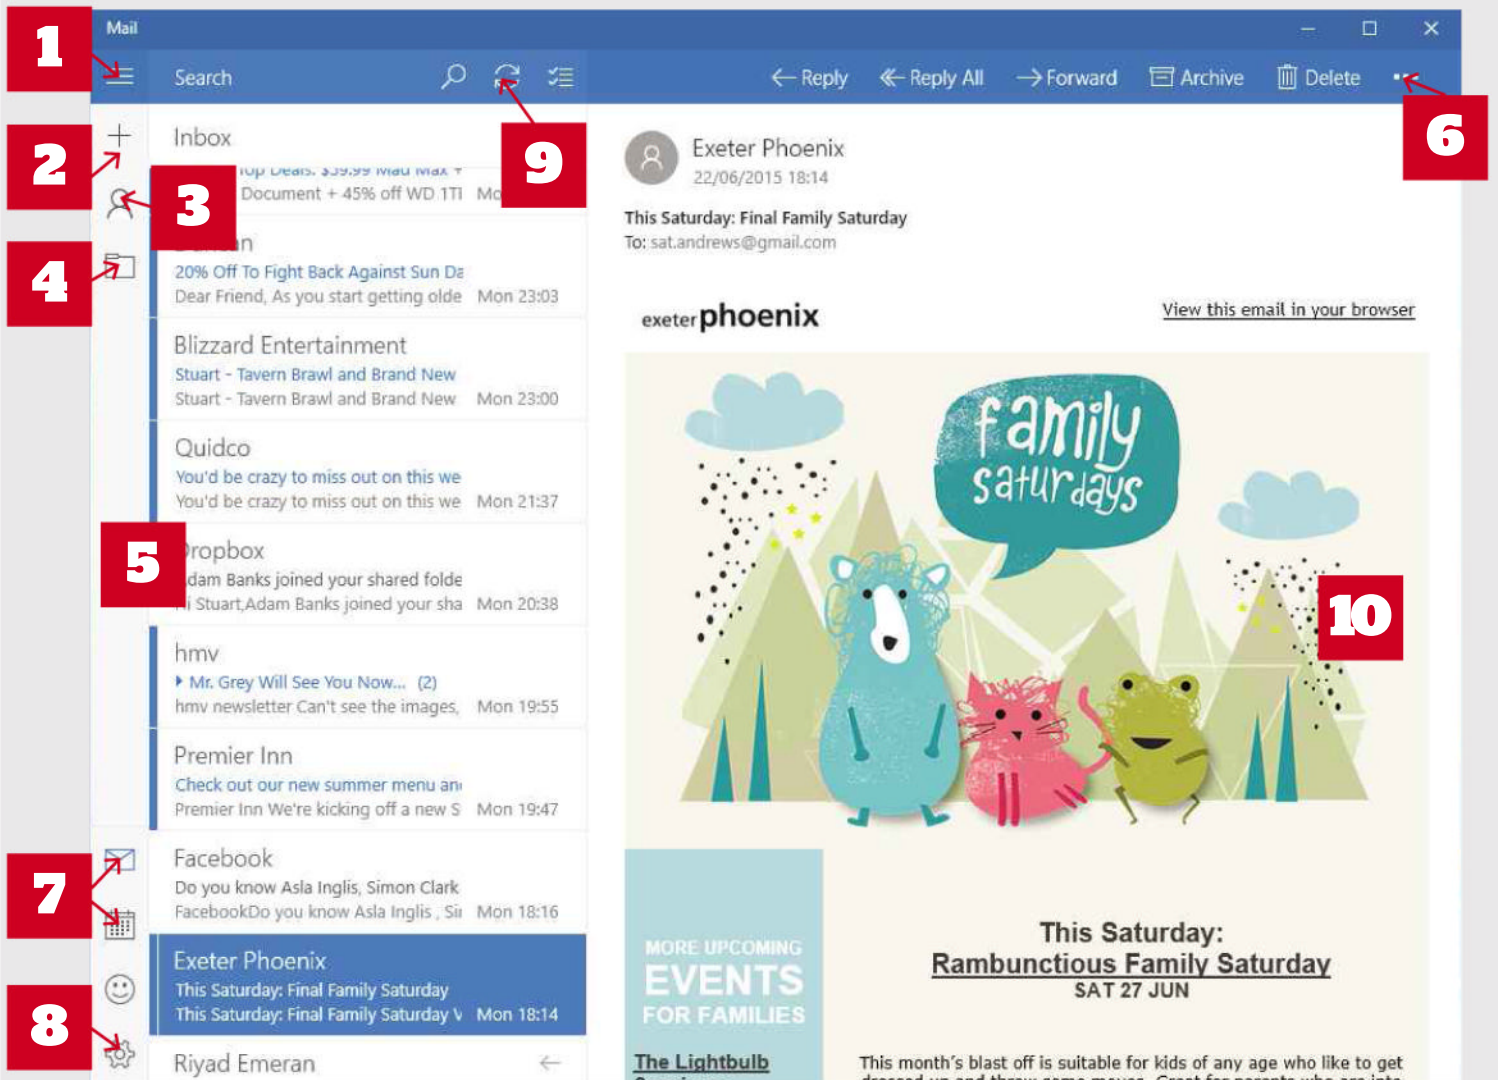 Mail
1
Search
Reply
Reply All
Forward
Archive
Delete
6
2
Inbox
9
Top Deals: $39.99 Mad Max +
Document + 45% off WD 1TI Mo
3
an
20% Off To Fight Back Against Sun Da
Dear Friend, As you start getting olde Mon 23:03
4
Blizzard Entertainment
Stuart - Tavern Brawl and Brand New
Stuart - Tavern Brawl and Brand New Mon 23:00
Quidco
You'd be crazy to miss out on this we
You'd be crazy to miss out on this we Mon 21:37
5
Dropbox
dam Banks joined your shared folde
i Stuart,Adam Banks joined your sha Mon 20:38
hmv
Mr. Grey Will See You Now... (2)
hmv newsletter Can't see the images, Mon 19:55
Premier Inn
Check out our new summer menu an
Premier Inn We're kicking off a new S Mon 19:47
7
Facebook
Do you know Asla Inglis, Simon Clark
FacebookDo you know Asla Inglis , Sii Mon 18:16
Exeter Phoenix
This Saturday: Final Family Saturday
This Saturday: Final Family Saturday V Mon 18:14
8
Riyad Emeran
Exeter Phoenix
22/06/2015 18:14
This Saturday: Final Family Saturday
To: sat.andrews@gmail.com
exeter phoenix
View this email in your browser
family
saturdays
10
MORE UPCOMING
EVENTS
FOR FAMILIES
The Lightbulb
This Saturday:
Rambunctious Family Saturday
SAT 27 JUN
This month's blast off is suitable for kids of any age who like to get